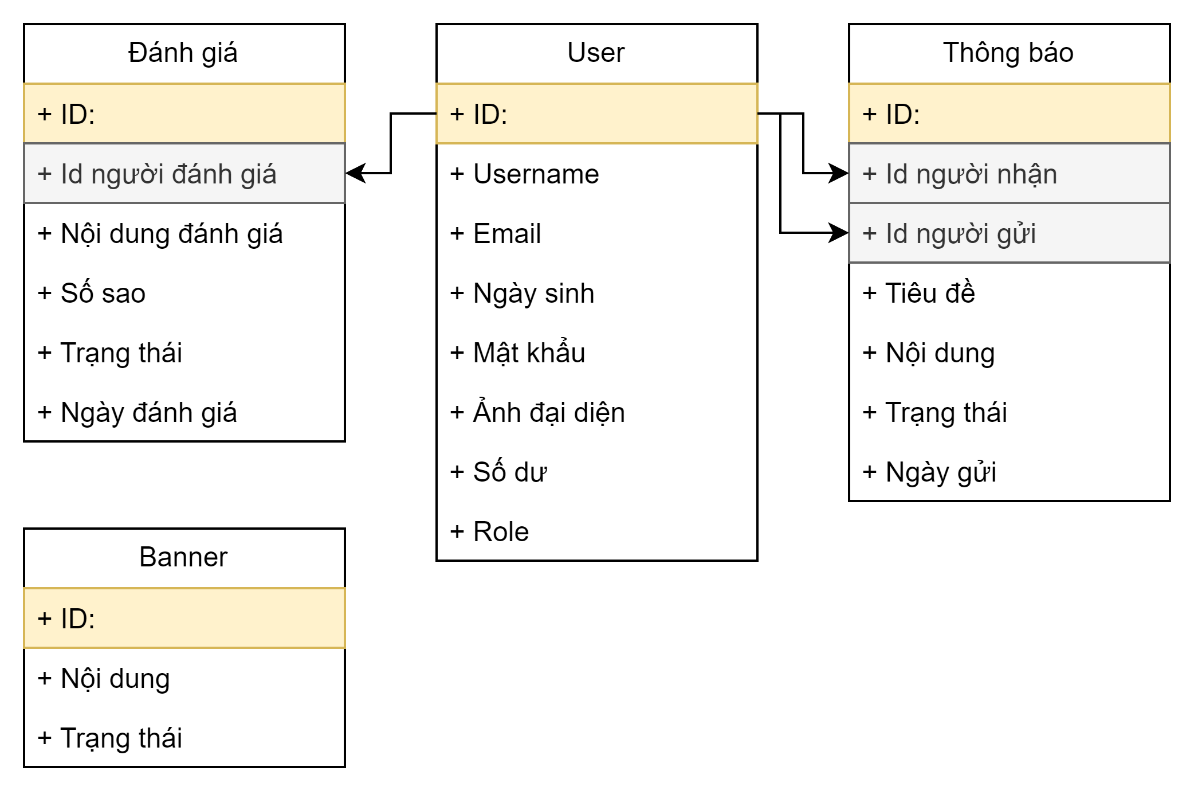 Đánh giá
+ ID:
+ Id người đánh giá
+ Nội dung đánh giá
+ Số sao
+ Trạng thái
+ Ngày đánh giá
User
+ ID:
+ Username
+ Email
+ Ngày sinh
+ Mật khẩu
+ Ảnh đại diện
+ Số dư
+ Role
Thông báo
+ ID:
+ Id người nhận
+ Id người gửi
+ Tiêu đề
+ Nội dung
+ Trạng thái
+ Ngày gửi
Banner
+ ID:
+ Nội dung
+ Trạng thái